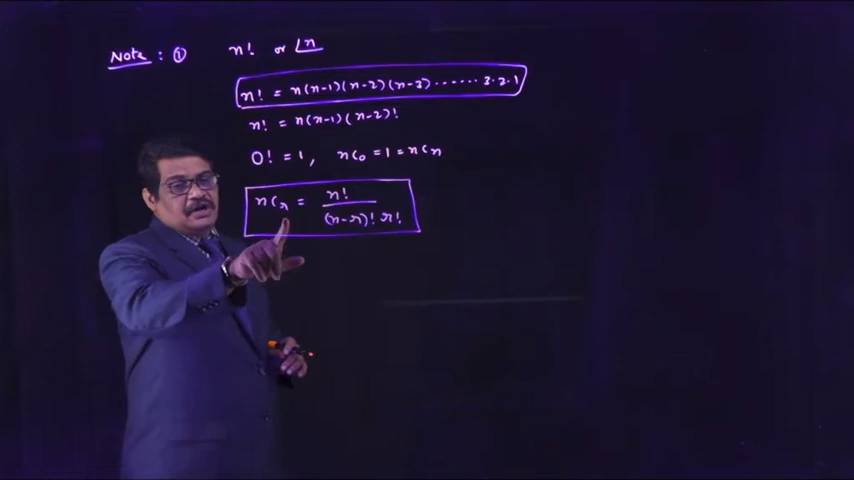 Note : ① n! or ∠n
n! = n(n-1)(n-2)(n-3)......3·2·1
n! = n(n-1)(n-2)!
0! = 1, nC₀ = 1 = nCₙ
nCᵣ = n! / (n-r)! r!